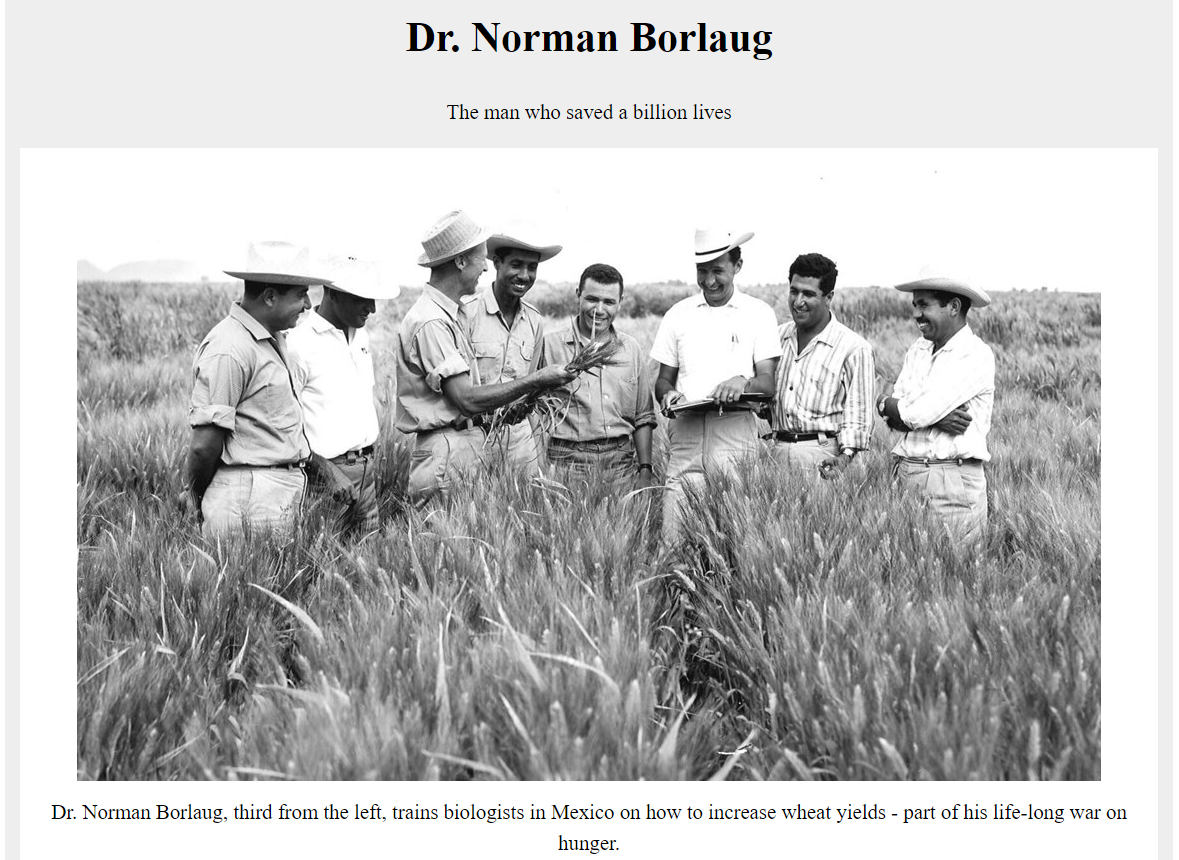 Dr. Norman Borlaug
The man who saved a billion lives
Dr. Norman Borlaug, third from the left, trains biologists in Mexico on how to increase wheat yields - part of his life-long war on
hunger.